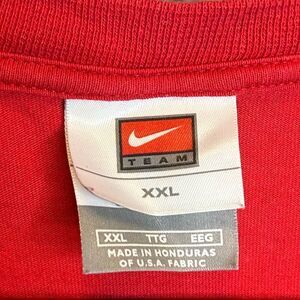 TEAM
XXL
XXL TTG EEG
MADE IN HONDURAS
OF U.S.A. FABRIC